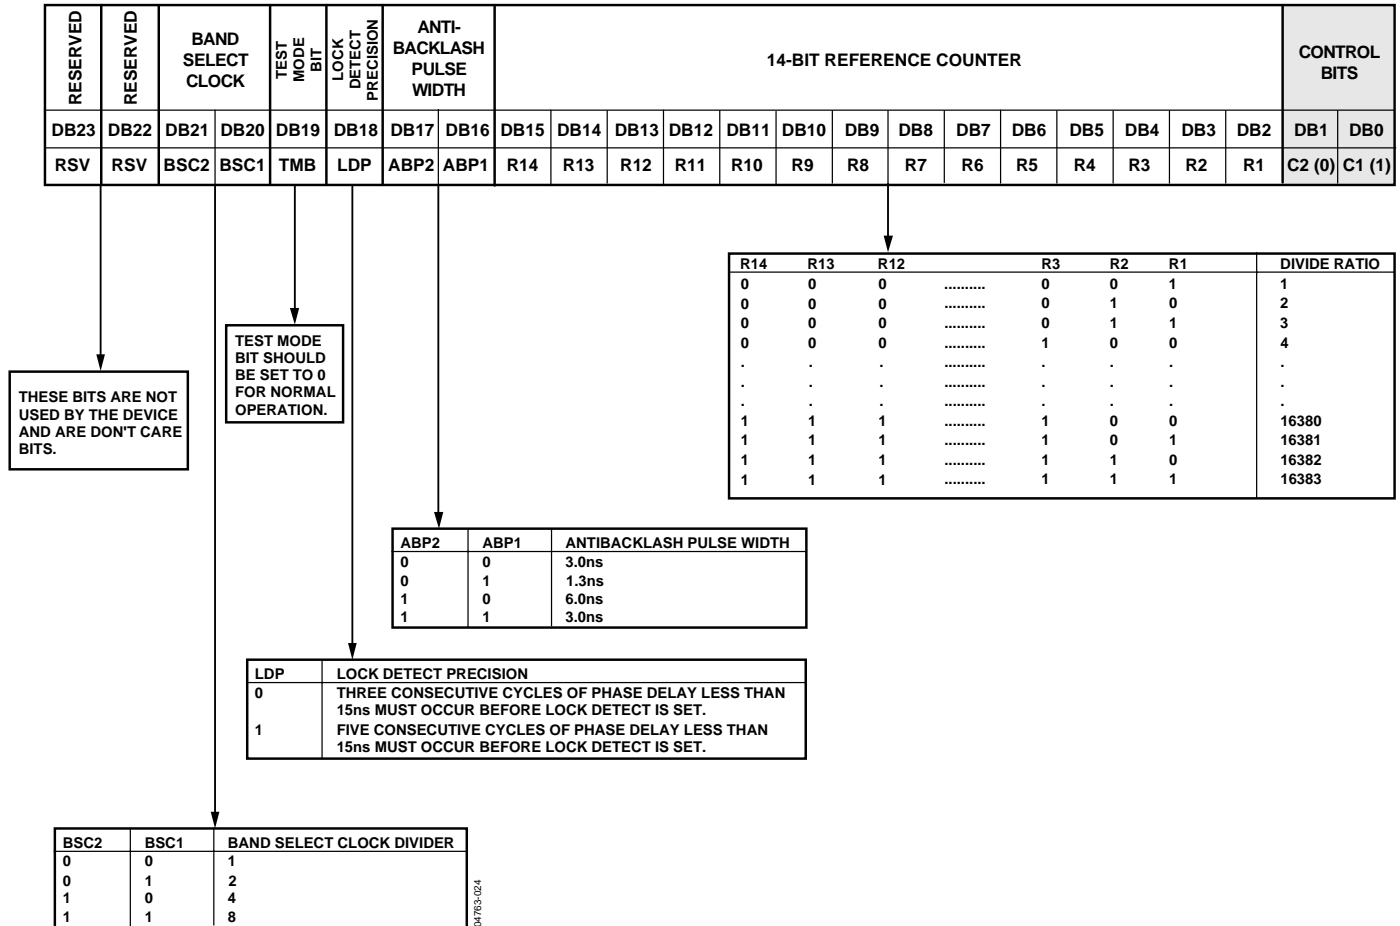 RESERVED
RESERVED
BAND
SELECT
CLOCK
TEST
MODE
BIT
LOCK
DETECT
PRECISION
ANTI-
BACKLASH
PULSE
WIDTH
14-BIT REFERENCE COUNTER
CONTROL
BITS
DB23 DB22 DB21 DB20 DB19 DB18 DB17 DB16 DB15 DB14 DB13 DB12 DB11 DB10 DB9 DB8 DB7 DB6 DB5 DB4 DB3 DB2 DB1 DB0
RSV RSV BSC2 BSC1 TMB LDP ABP2 ABP1 R14 R13 R12 R11 R10 R9 R8 R7 R6 R5 R4 R3 R2 R1 C2 (0) C1 (1)
R14 R13 R12 R3 R2 R1 DIVIDE RATIO
0 0 0 .......... 0 0 1 1
0 0 0 .......... 0 1 0 2
0 0 0 .......... 0 1 1 3
0 0 0 .......... 1 0 0 4
. . . .......... . . . .
. . . .......... . . . .
. . . .......... . . . .
1 1 1 .......... 1 0 0 16380
1 1 1 .......... 1 0 1 16381
1 1 1 .......... 1 1 0 16382
1 1 1 .......... 1 1 1 16383
TEST MODE
BIT SHOULD
BE SET TO 0
FOR NORMAL
OPERATION.
THESE BITS ARE NOT
USED BY THE DEVICE
AND ARE DON'T CARE
BITS.
ABP2 ABP1 ANTIBACKLASH PULSE WIDTH
0 0 3.0ns
0 1 1.3ns
1 0 6.0ns
1 1 3.0ns
LDP LOCK DETECT PRECISION
0 THREE CONSECUTIVE CYCLES OF PHASE DELAY LESS THAN
15ns MUST OCCUR BEFORE LOCK DETECT IS SET.
1 FIVE CONSECUTIVE CYCLES OF PHASE DELAY LESS THAN
15ns MUST OCCUR BEFORE LOCK DETECT IS SET.
BSC2 BSC1 BAND SELECT CLOCK DIVIDER
0 0 1
0 1 2
1 0 4
1 1 8
04763-024